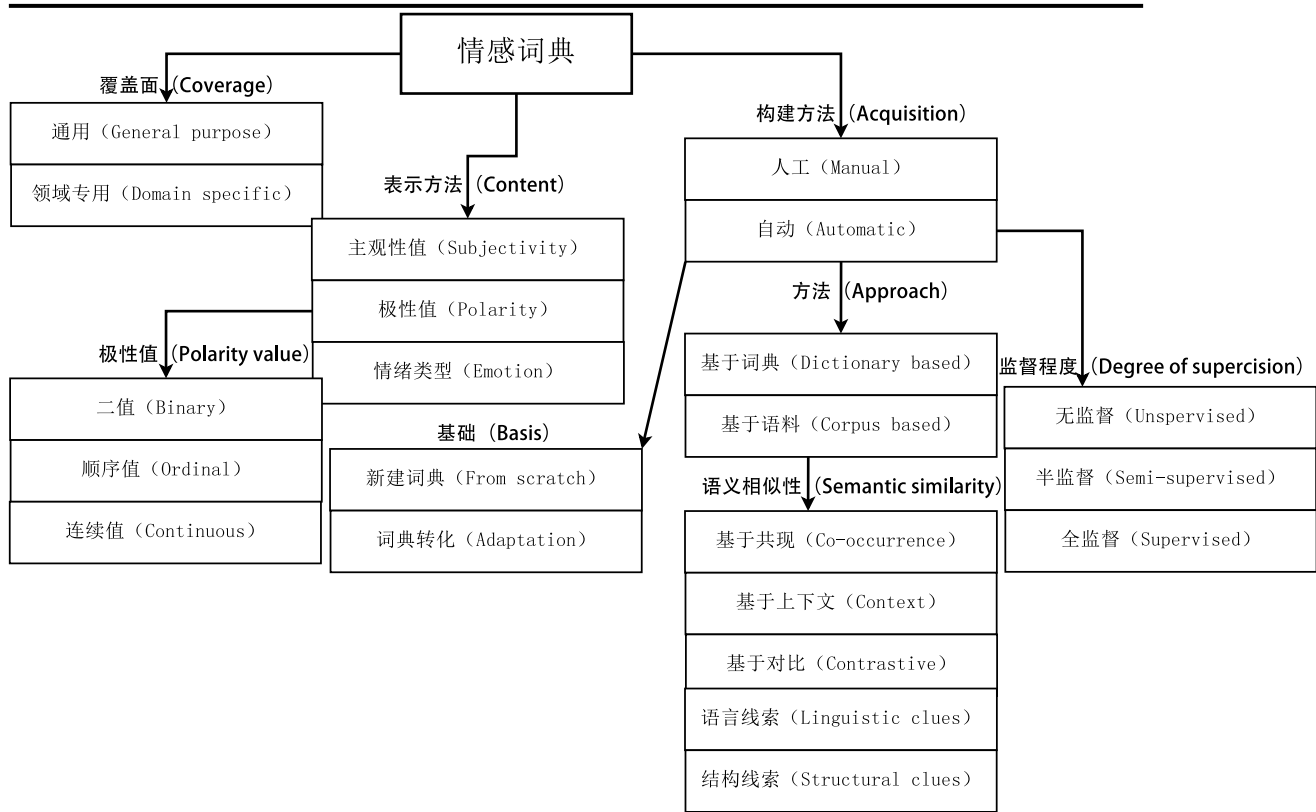 情感词典
覆盖面 (Coverage)
通用（General purpose）
领域专用（Domain specific）
表示方法 (Content)
主观性值（Subjectivity）
极性值（Polarity）
情绪类型（Emotion）
极性值 (Polarity value)
二值（Binary）
顺序值（Ordinal）
连续值（Continuous）
构建方法 (Acquisition)
人工（Manual）
自动（Automatic）
基础 (Basis)
新建词典（From scratch）
词典转化（Adaptation）
方法 (Approach)
基于词典（Dictionary based）
基于语料（Corpus based）
语义相似性 (Semantic similarity)
基于共现（Co-occurrence）
基于上下文（Context）
基于对比（Contrastive）
语言线索（Linguistic clues）
结构线索（Structural clues）
监督程度 (Degree of supercision)
无监督（Unspervised）
半监督（Semi-supervised）
全监督（Supervised）